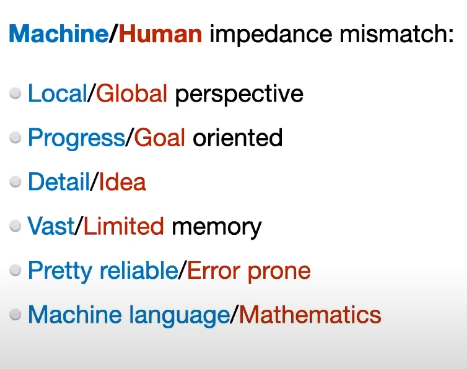 Machine/Human impedance mismatch:
Local/Global perspective
Progress/Goal oriented
Detail/Idea
Vast/Limited memory
Pretty reliable/Error prone
Machine language/Mathematics